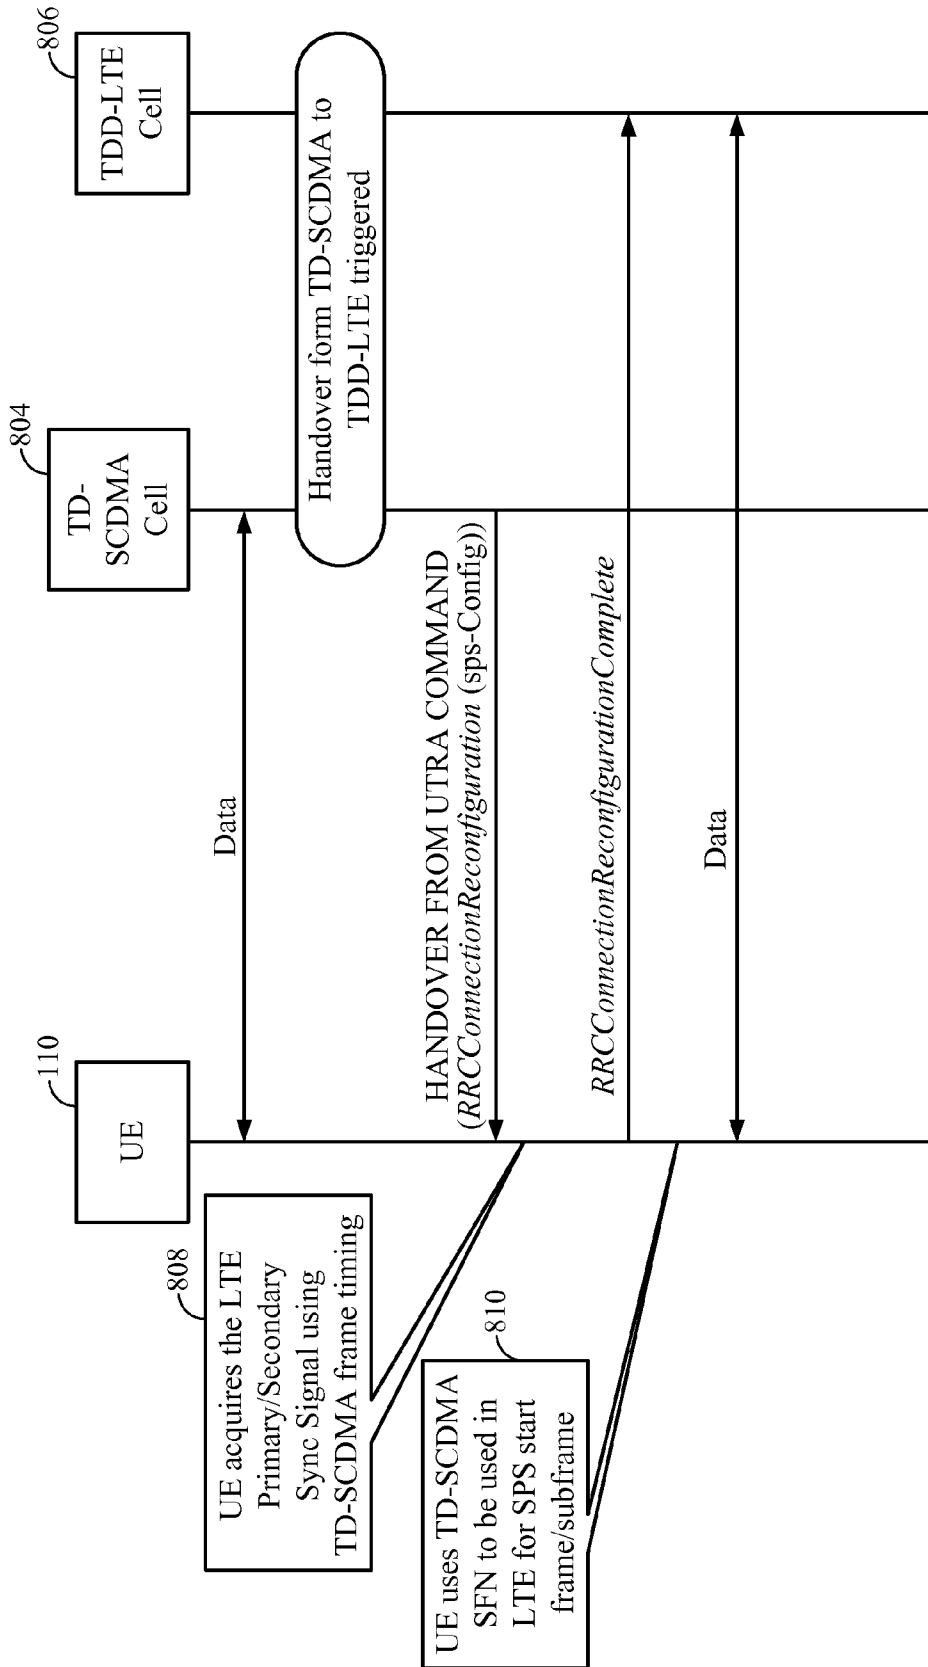 110
UE
804
TD-
SCDMA
Cell
806
TDD-LTE
Cell
Data
Handover form TD-SCDMA to
TDD-LTE triggered
HANDOVER FROM UTRA COMMAND
(RRCConnectionReconfiguration (sps-Config))
808
UE acquires the LTE
Primary/Secondary
Sync Signal using
TD-SCDMA frame timing
RRCConnectionReconfigurationComplete
810
UE uses TD-SCDMA
SFN to be used in
LTE for SPS start
frame/subframe
Data